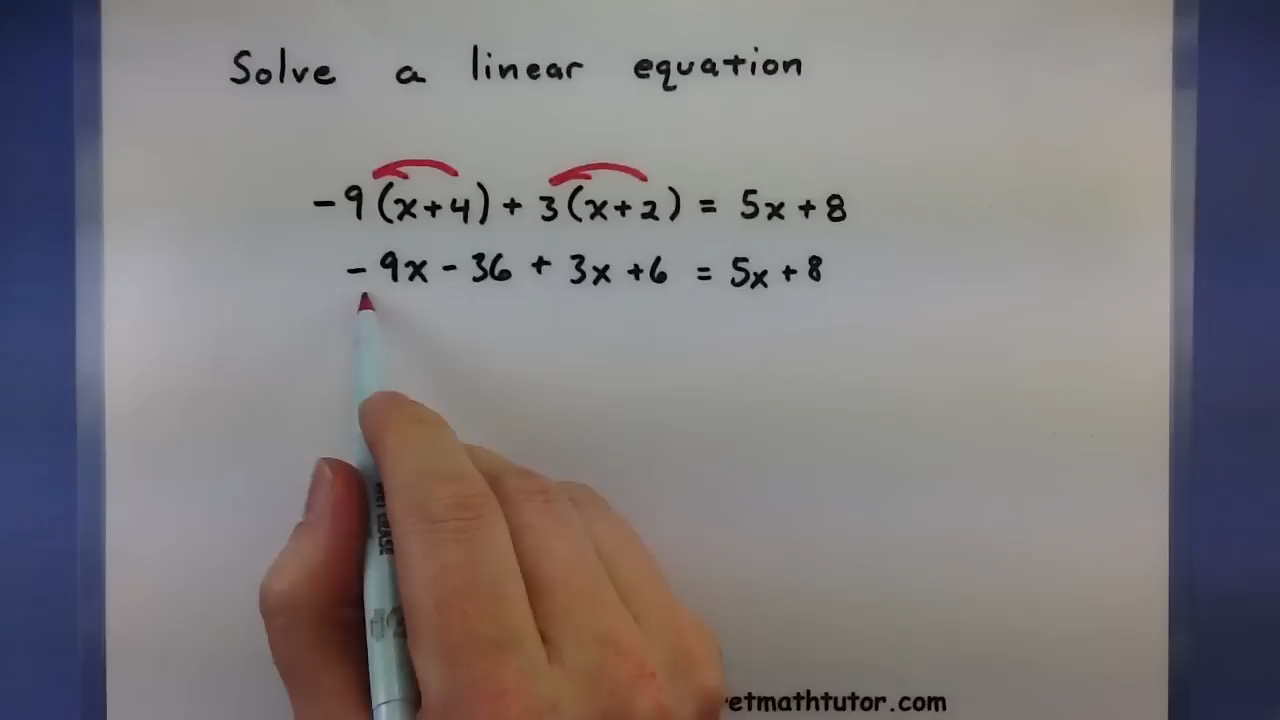 Solve a linear equation
-9(x+4) + 3(x+2) = 5x + 8
-9x - 36 + 3x + 6 = 5x + 8
etmathtutor.com